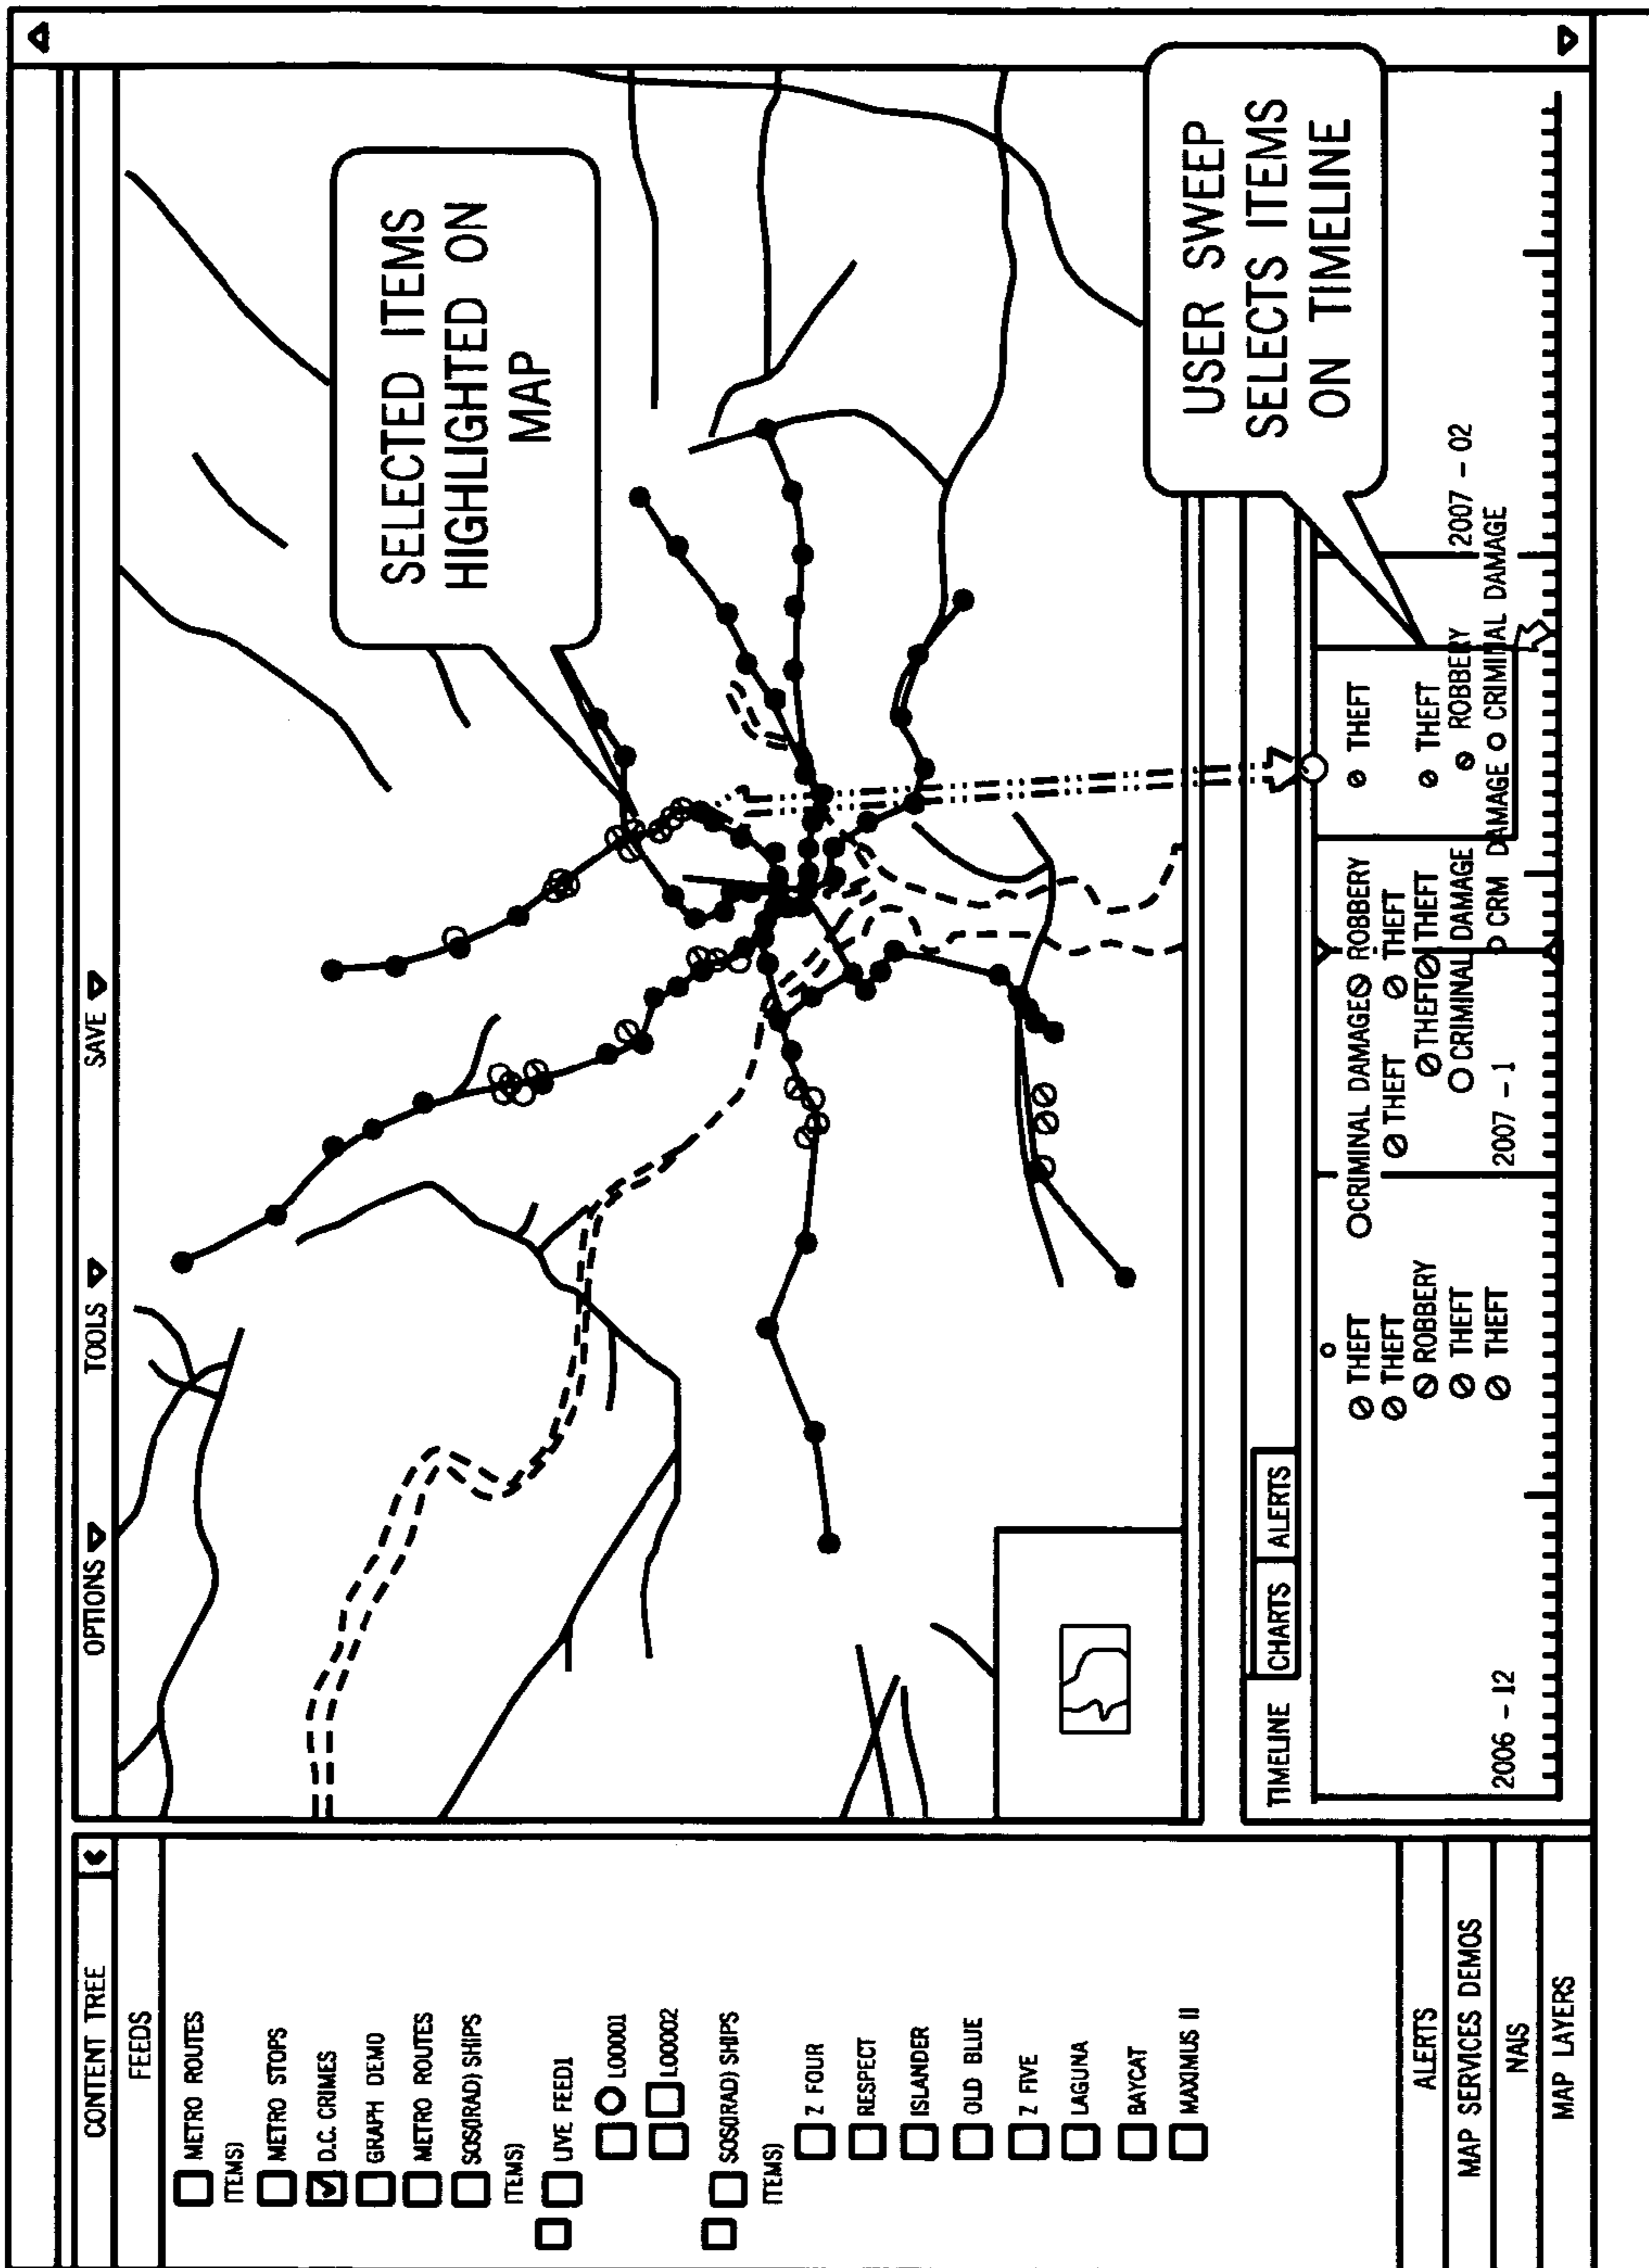 OPTIONS
TOOLS
SAVE
CONTENT TREE
FEEDS
METRO ROUTES
ITEMS)
METRO STOPS
D.C. CRIMES
GRAPH DEMO
METRO ROUTES
SOS(IRAD) SHIPS
ITEMS)
LIVE FEED1
L00001
L00002
SOS(IRAD) SHIPS
ITEMS)
Z FOUR
RESPECT
ISLANDER
OLD BLUE
Z FIVE
LAGUNA
BAYCAT
MAXIMUS II
ALERTS
MAP SERVICES DEMOS
NAIS
MAP LAYERS
SELECTED ITEMS
HIGHLIGHTED ON
MAP
USER SWEEP
SELECTS ITEMS
ON TIMELINE
TIMELINE CHARTS ALERTS
THEFT CRIMINAL DAMAGE ROBBERY THEFT
THEFT THEFT THEFT
ROBBERY THEFT THEFT THEFT
THEFT CRIMINAL DAMAGE ROBBERY 2007 - 02
THEFT CRM DAMAGE CRIMINAL DAMAGE
2006 - 12 2007 - 1